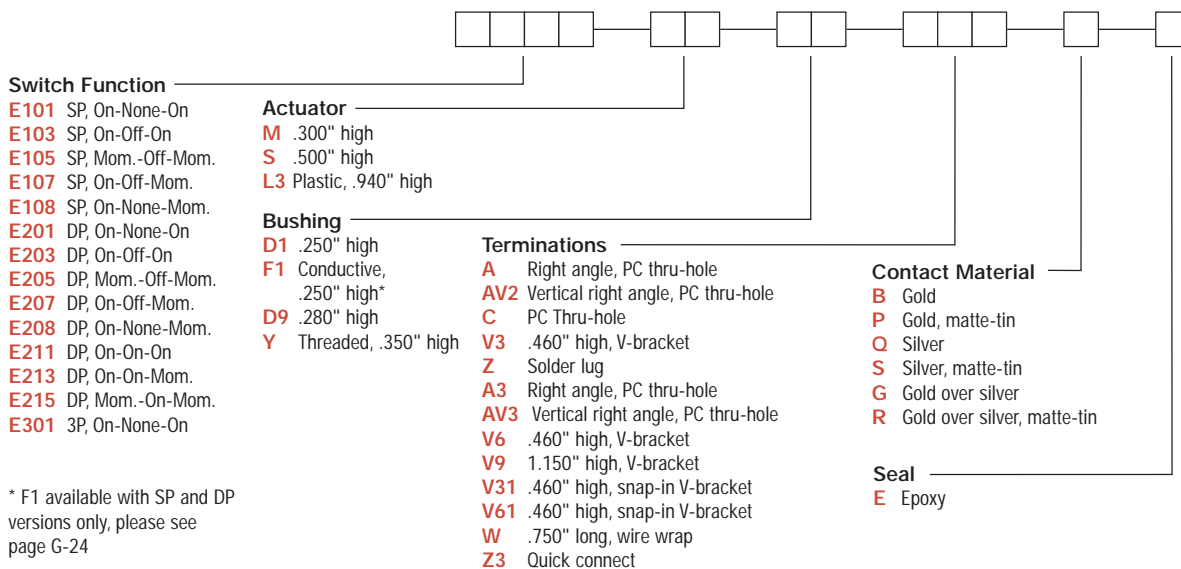 Switch Function
E101 SP, On-None-On
E103 SP, On-Off-On
E105 SP, Mom.-Off-Mom.
E107 SP, On-Off-Mom.
E108 SP, On-None-Mom.
E201 DP, On-None-On
E203 DP, On-Off-On
E205 DP, Mom.-Off-Mom.
E207 DP, On-Off-Mom.
E208 DP, On-None-Mom.
E211 DP, On-On-On
E213 DP, On-On-Mom.
E215 DP, Mom.-On-Mom.
E301 3P, On-None-On
* F1 available with SP and DP
versions only, please see
page G-24
Actuator
M .300" high
S .500" high
L3 Plastic, .940" high
Bushing
D1 .250" high
F1 Conductive,
.250" high*
D9 .280" high
Y Threaded, .350" high
Terminations
A Right angle, PC thru-hole
AV2 Vertical right angle, PC thru-hole
C PC Thru-hole
V3 .460" high, V-bracket
Z Solder lug
A3 Right angle, PC thru-hole
AV3 Vertical right angle, PC thru-hole
V6 .460" high, V-bracket
V9 1.150" high, V-bracket
V31 .460" high, snap-in V-bracket
V61 .460" high, snap-in V-bracket
W .750" long, wire wrap
Z3 Quick connect
Contact Material
B Gold
P Gold, matte-tin
Q Silver
S Silver, matte-tin
G Gold over silver
R Gold over silver, matte-tin
Seal
E Epoxy